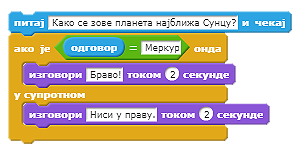 питај Како се зове планета најближа Сунцу? и чекај
ако је одговор = Меркур онда
изговори Браво! током 2 секунде
у супротном
изговори Ниси у праву. током 2 секунде